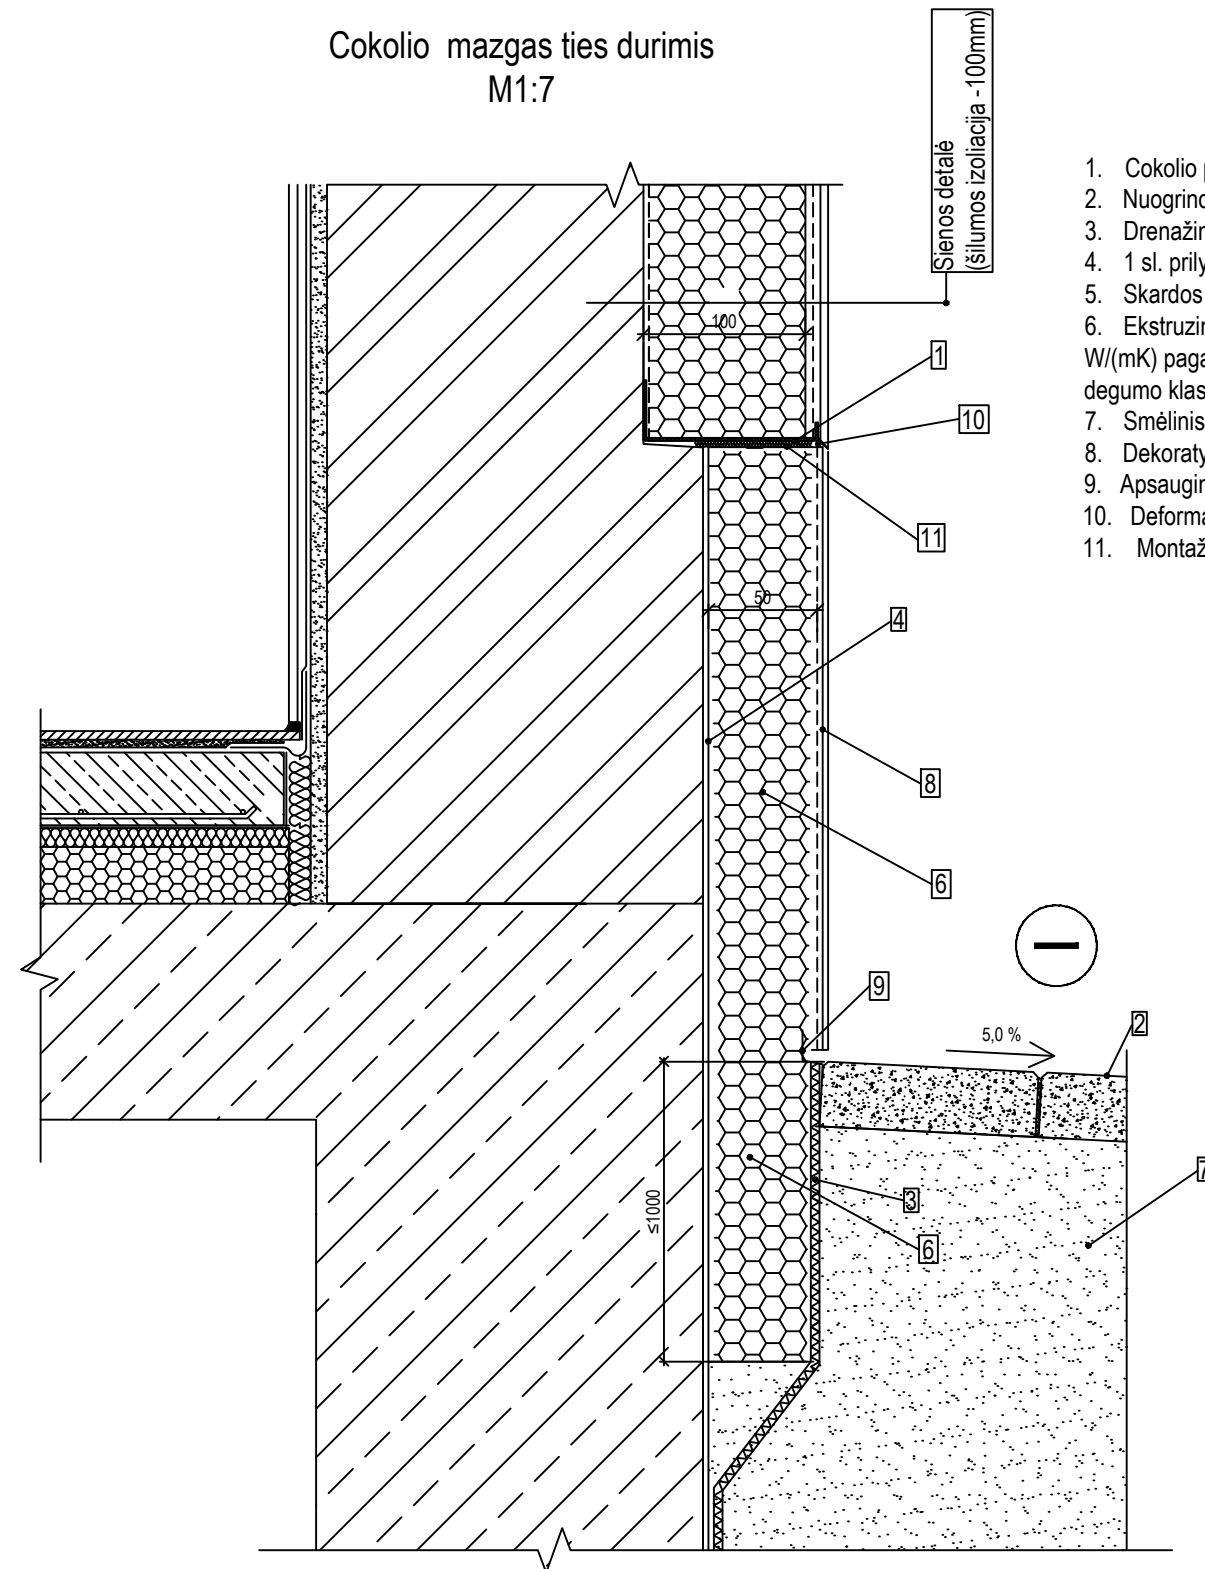 Cokolio mazgas ties durimis
M1:7
Sienos detalė
(šilumos izoliacija - 100mm)
1. Cokolio
2. Nuogrind
3. Drenažin
4. 1 sl. prily
5. Skardos
6. Ekstruzin
W/(mK) paga
degumo klas
7. Smėlinis
8. Dekoraty
9. Apsaugin
10. Deforma
11. Montaž
100
1
10
11
50
4
8
6
9
2
5,0 %
7
3
6
≤1000